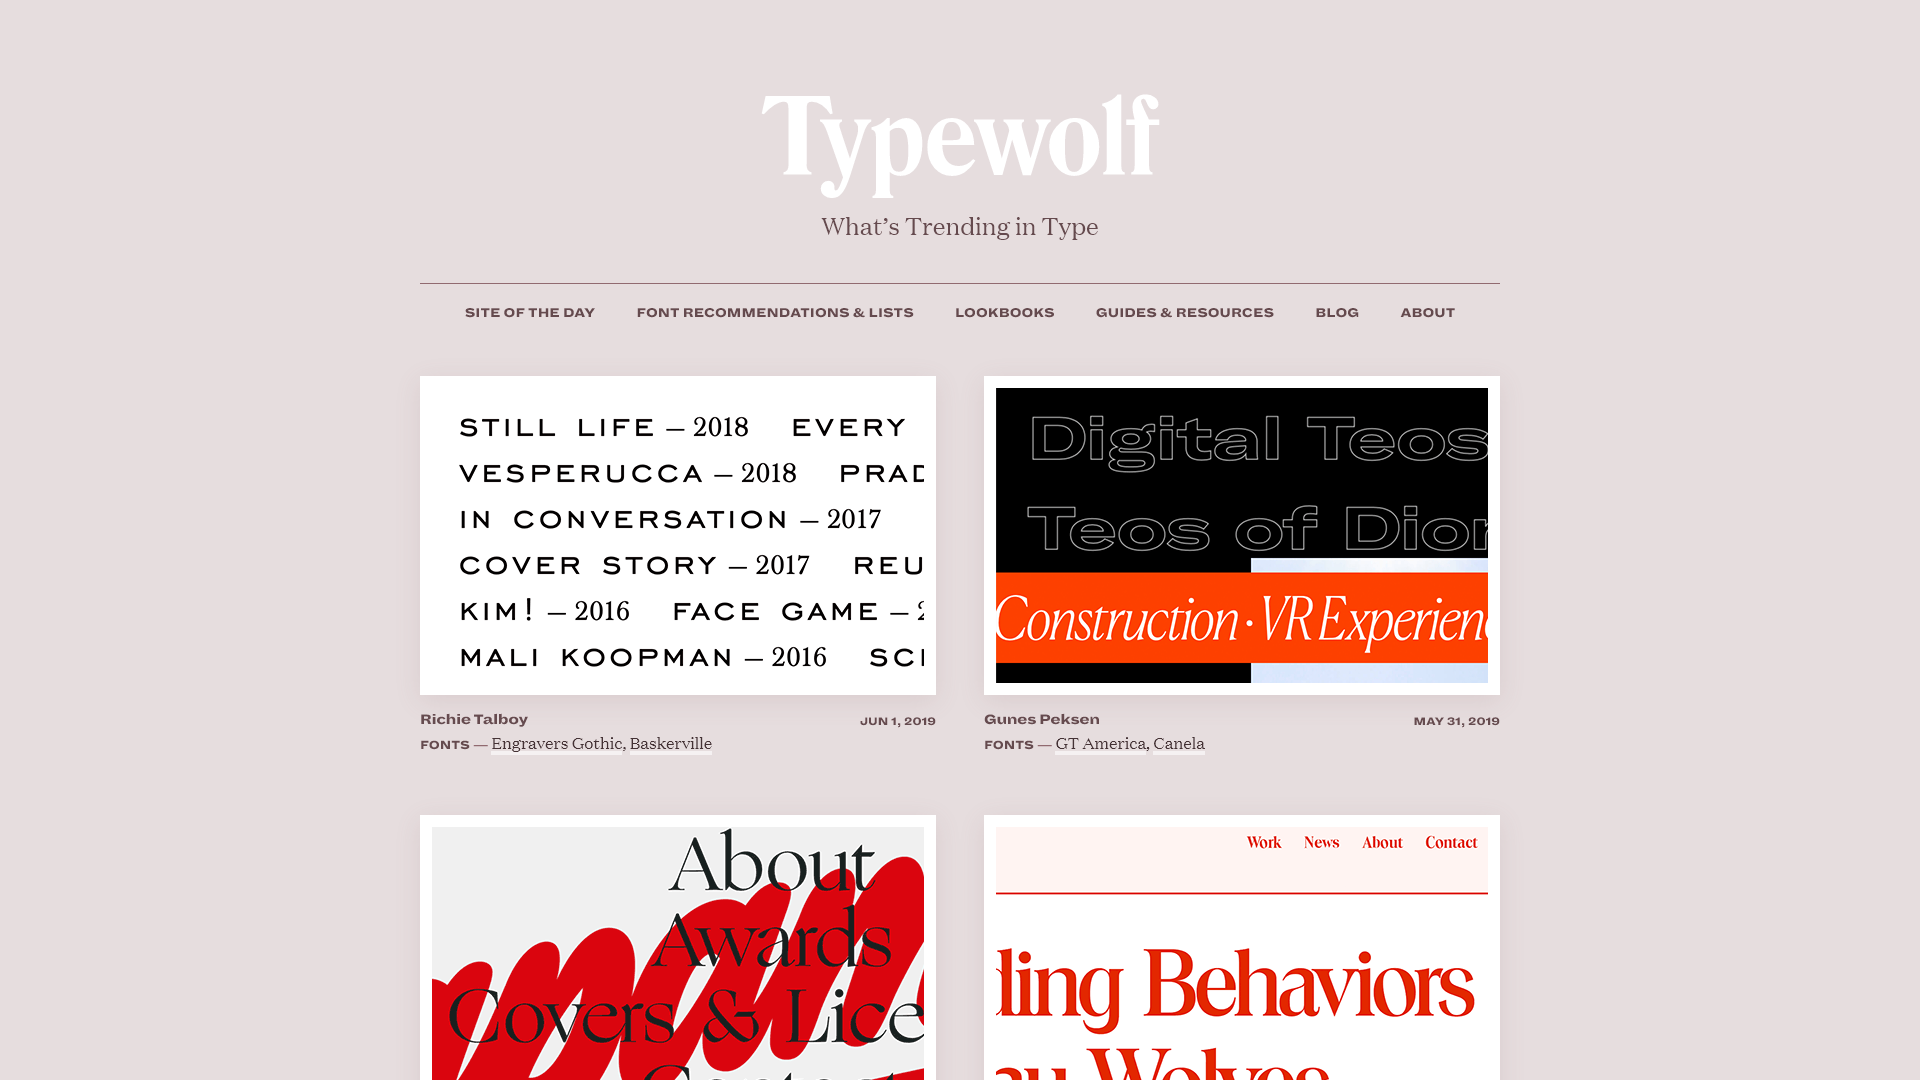 Typewolf
What’s Trending in Type
SITE OF THE DAY FONT RECOMMENDATIONS & LISTS LOOKBOOKS GUIDES & RESOURCES BLOG ABOUT
STILL LIFE – 2018 EVERY
VESPERUCCA – 2018 PRAD
IN CONVERSATION – 2017
COVER STORY – 2017 REU
KIM! – 2016 FACE GAME – 2
MALI KOOPMAN – 2016 SCI
Richie Talboy JUN 1, 2019
FONTS — Engravers Gothic, Baskerville
Digital Teos
Teos of Dior
Construction · VR Experienc
Gunes Peksen MAY 31, 2019
FONTS — GT America, Canela
About
Awards
Covers & Lice
Work News About Contact
ling Behaviors
au Wolves